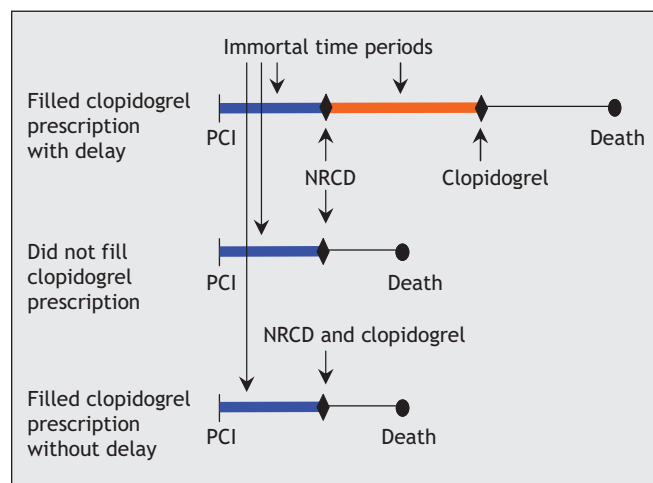 Immortal time periods
Filled clopidogrel
prescription
with delay
PCI
Death
NRCD
Clopidogrel
Did not fill
clopidogrel
prescription
PCI
Death
NRCD and clopidogrel
Filled clopidogrel
prescription
without delay
PCI
Death